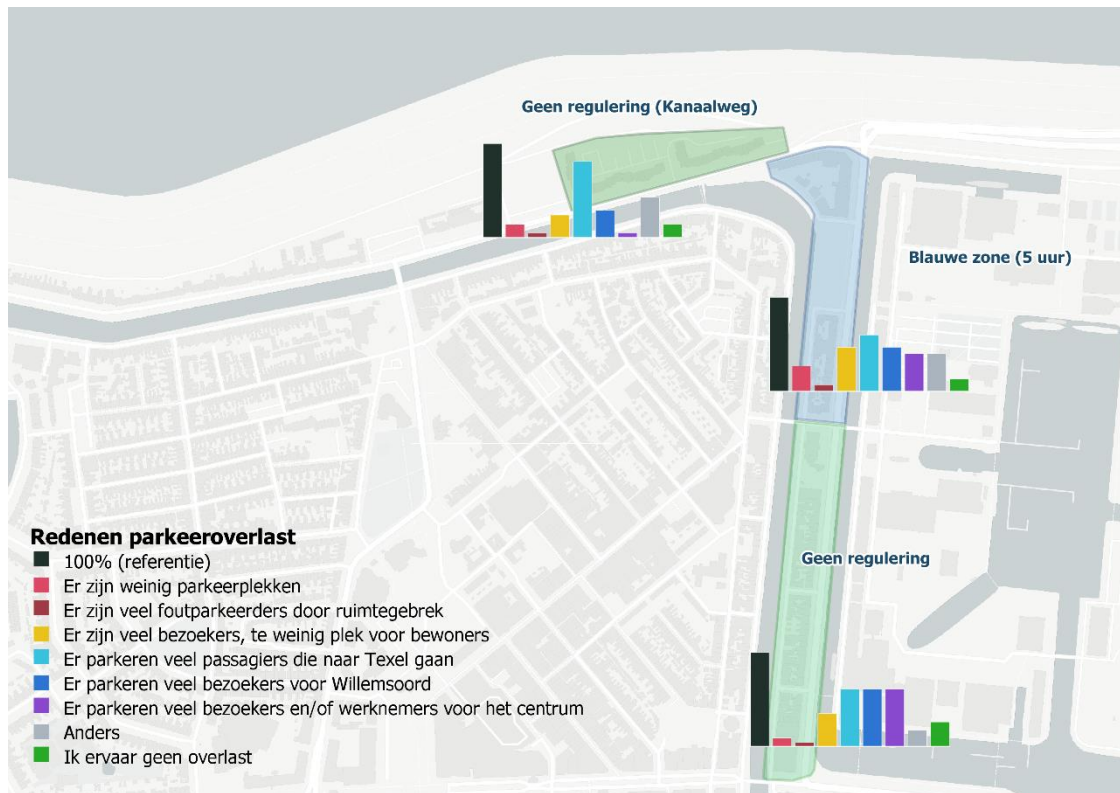 Geen regulering (Kanaalweg)
Blauwe zone (5 uur)
Geen regulering
Redenen parkeeroverlast
100% (referentie)
Er zijn weinig parkeerplekken
Er zijn veel foutparkeerders door ruimtegebrek
Er zijn veel bezoekers, te weinig plek voor bewoners
Er parkeren veel passagiers die naar Texel gaan
Er parkeren veel bezoekers voor Willemsoord
Er parkeren veel bezoekers en/of werknemers voor het centrum
Anders
Ik ervaar geen overlast